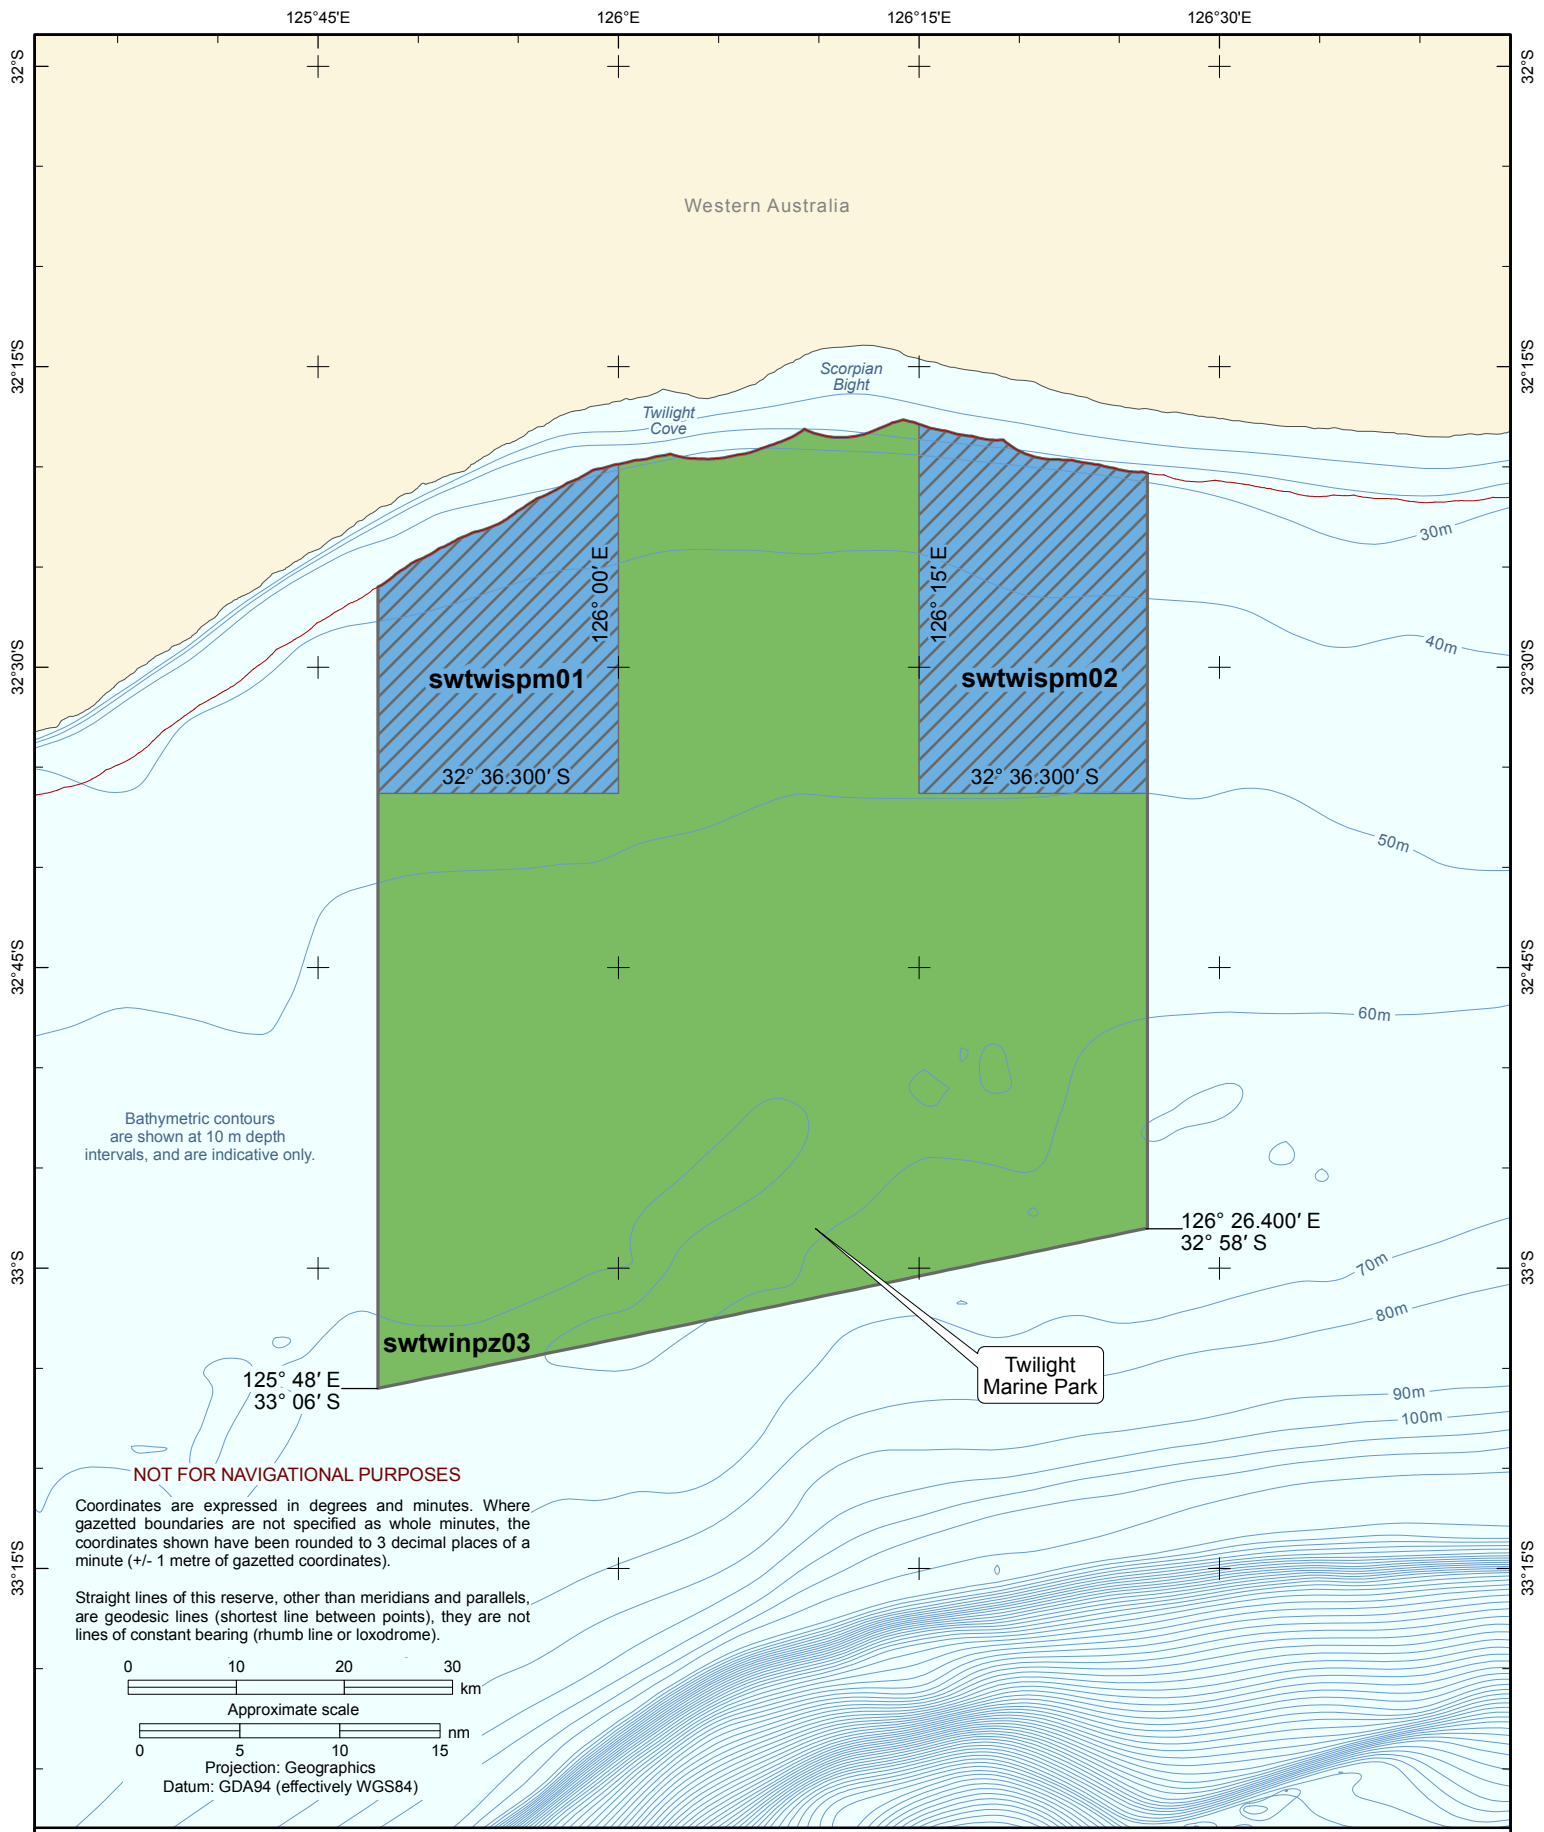 125°45'E
126°E
126°15'E
126°30'E
32°S
32°S
Western Australia
32°15'S
32°15'S
Scorpian
Bight
Twilight
Cove
30m
126° 00′ E
126° 15′ E
40m
32°30'S
32°30'S
swtwispm01
swtwispm02
32° 36.300′ S
32° 36.300′ S
50m
32°45'S
32°45'S
60m
Bathymetric contours
are shown at 10 m depth
intervals, and are indicative only.
126° 26.400′ E
32° 58′ S
33°S
33°S
70m
80m
swtwinpz03
Twilight
Marine Park
125° 48′ E
33° 06′ S
90m
100m
NOT FOR NAVIGATIONAL PURPOSES
Coordinates are expressed in degrees and minutes. Where
gazetted boundaries are not specified as whole minutes, the
coordinates shown have been rounded to 3 decimal places of a
minute (+/- 1 metre of gazetted coordinates).
33°15'S
33°15'S
Straight lines of this reserve, other than meridians and parallels,
are geodesic lines (shortest line between points), they are not
lines of constant bearing (rhumb line or loxodrome).
0 10 20 30
km
Approximate scale
nm
0 5 10 15
Projection: Geographics
Datum: GDA94 (effectively WGS84)